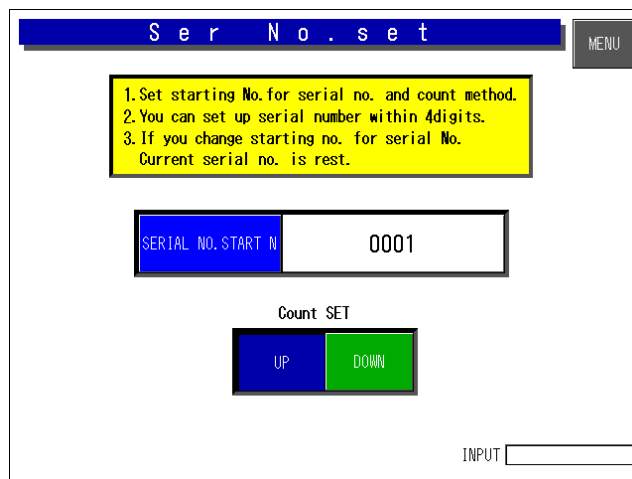 Ser No.set
MENU
1.Set starting No.for serial no. and count method.
2.You can set up serial number within 4digits.
3.If you change starting no. for serial No.
Current serial no. is rest.
SERIAL NO.START N
0001
Count SET
UP
DOWN
INPUT